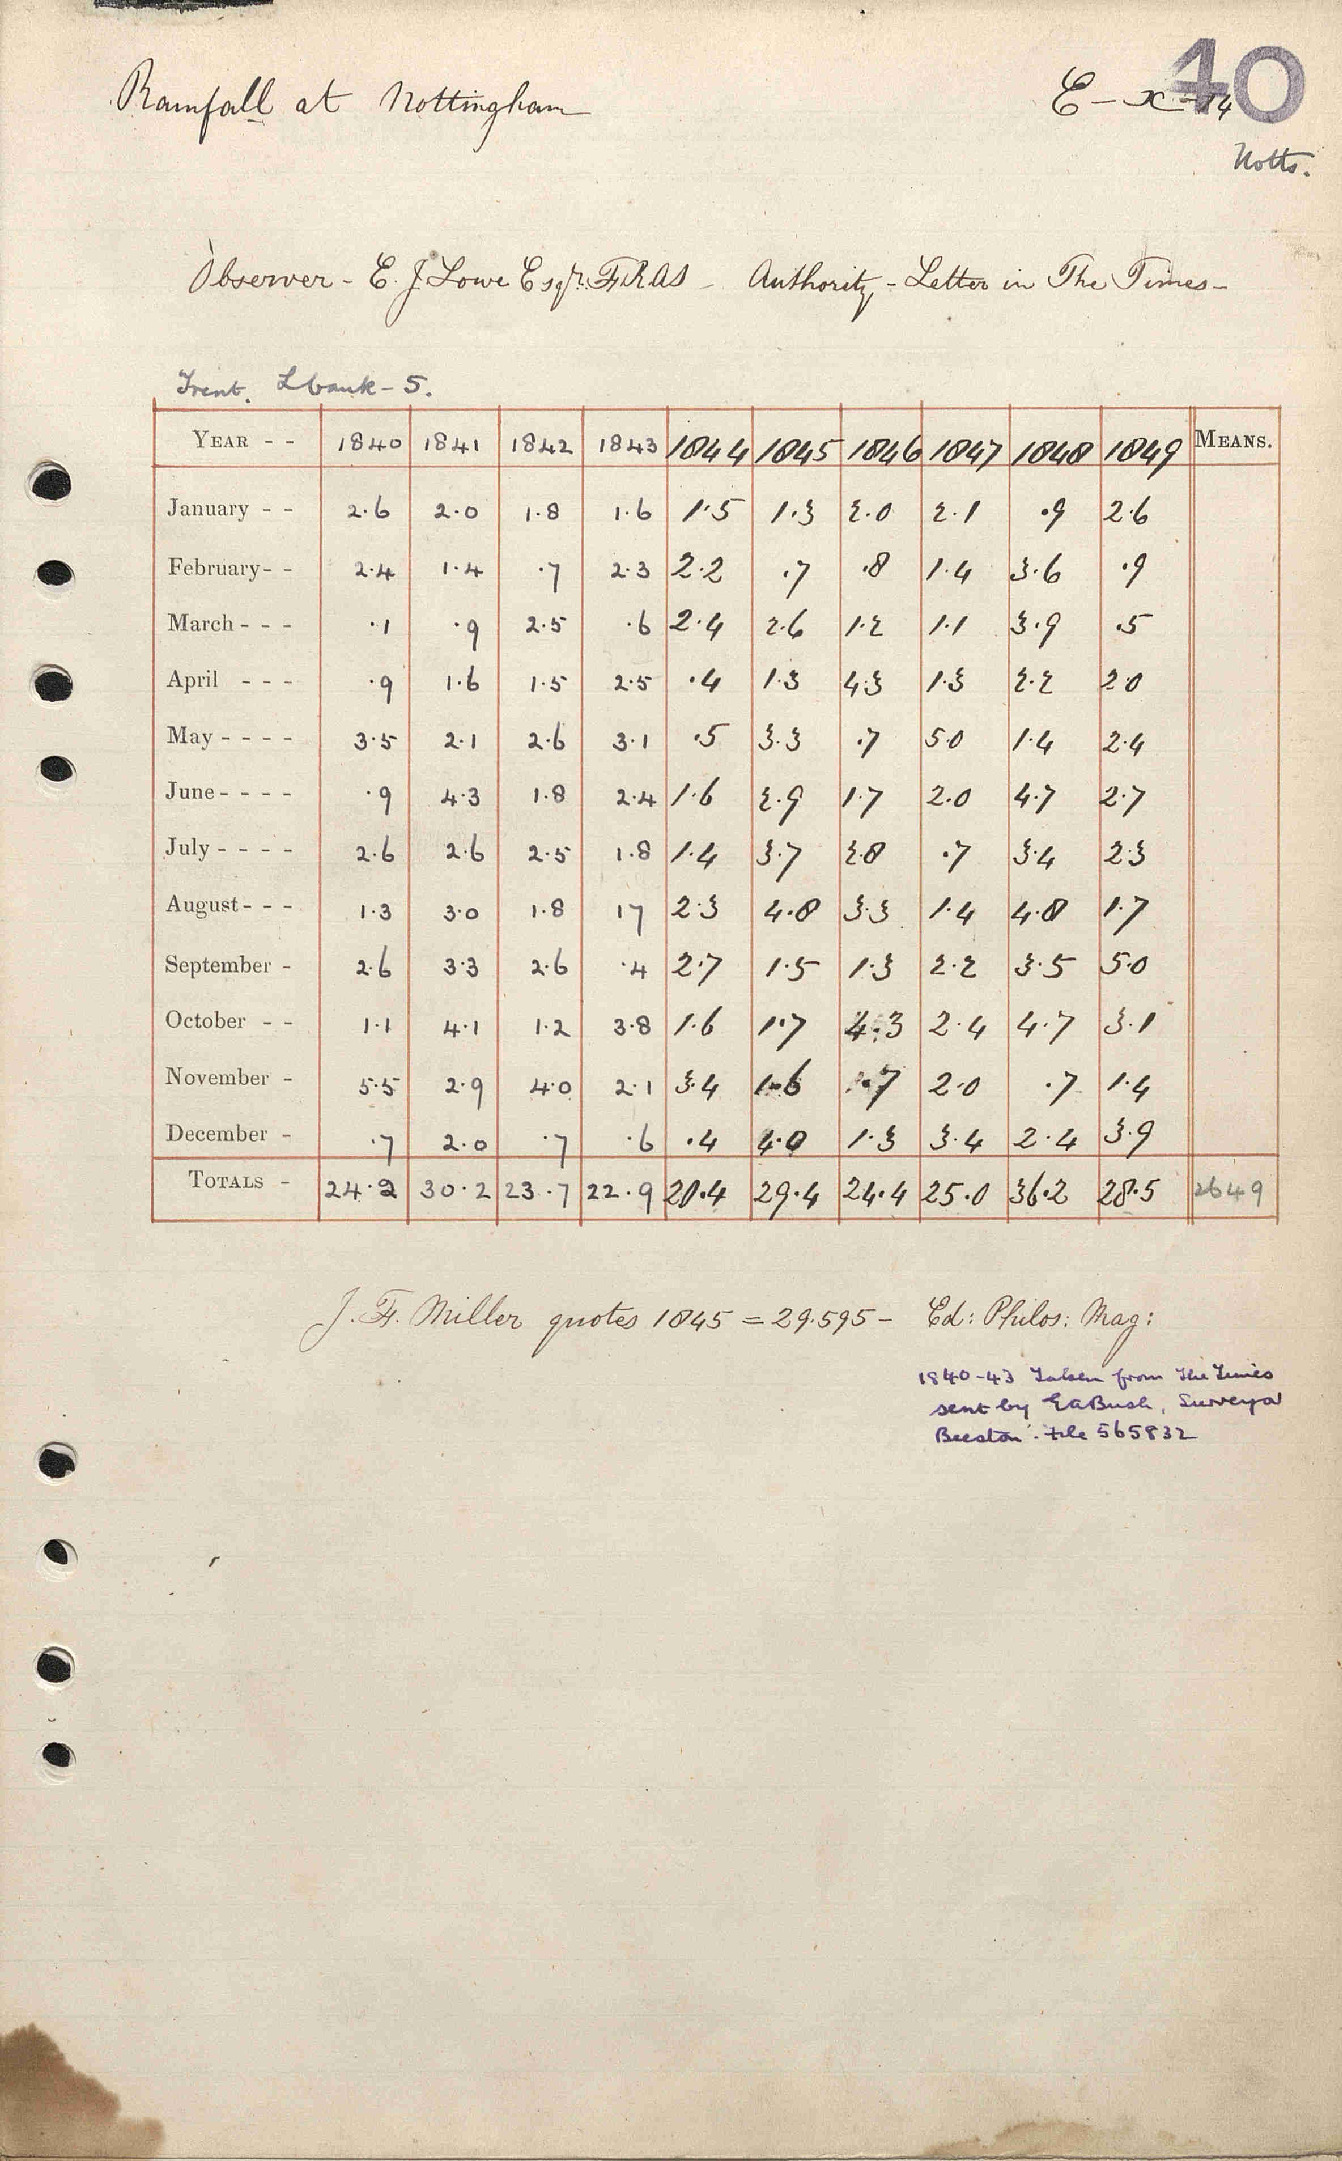 40
Rainfall at Nottingham E - x - 14
Notts.
Observer - E. J. Lowe Esqr. FRAS - Authority - Letter in The Times -
Trent. L bank - 5.
YEAR - - 1840 1841 1842 1843 1844 1845 1846 1847 1848 1849 MEANS.
January - - 2.6 2.0 1.8 1.6 1.5 1.3 2.0 2.1 .9 2.6
February - - 2.4 1.4 .7 2.3 2.2 .7 .8 1.4 3.6 .9
March - - - .1 .9 2.5 .6 2.4 2.6 1.2 1.1 3.9 .5
April - - - .9 1.6 1.5 2.5 .4 1.3 4.3 1.3 2.2 2.0
May - - - - 3.5 2.1 2.6 3.1 .5 3.3 .7 5.0 1.4 2.4
June - - - - .9 4.3 1.8 2.4 1.6 2.9 1.7 2.0 4.7 2.7
July - - - - 2.6 2.6 2.5 1.8 1.4 3.7 2.8 .7 3.4 2.3
August - - - 1.3 3.0 1.8 17 2.3 4.8 3.3 1.4 4.8 1.7
September - 2.6 3.3 2.6 .4 2.7 1.5 1.3 2.2 3.5 5.0
October - - 1.1 4.1 1.2 3.8 1.6 1.7 4.3 2.4 4.7 3.1
November - 5.5 2.9 4.0 2.1 3.4 1.6 .7 2.0 .7 1.4
December - .7 2.0 .7 .6 .4 4.0 1.3 3.4 2.4 3.9
TOTALS - 24.2 30.2 23.7 22.9 20.4 29.4 24.4 25.0 36.2 28.5 2649
J. F. Miller quotes 1845 = 29.595 - Ed: Philos: Mag:
1840-43 Taken from The Times
sent by EABush, Surveyor
Beeston. File 565832